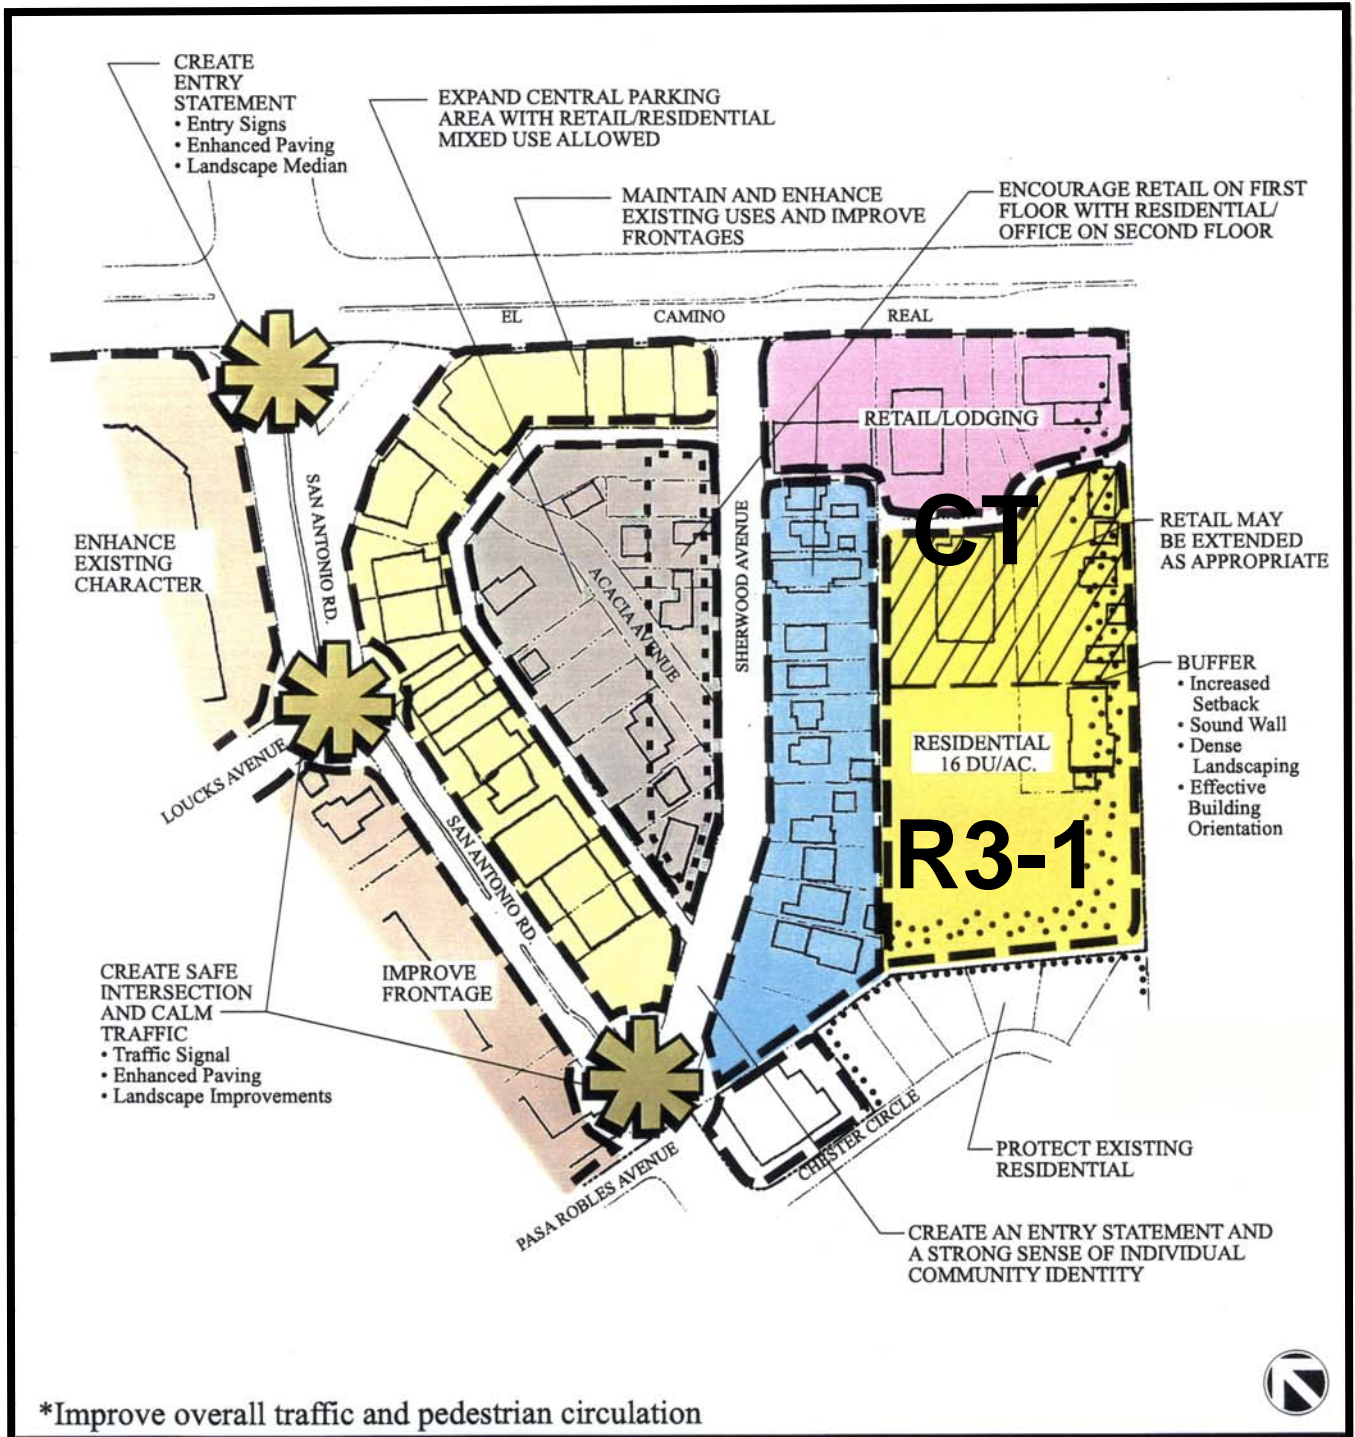 CREATE
ENTRY
STATEMENT
• Entry Signs
• Enhanced Paving
• Landscape Median
EXPAND CENTRAL PARKING
AREA WITH RETAIL/RESIDENTIAL
MIXED USE ALLOWED
MAINTAIN AND ENHANCE
EXISTING USES AND IMPROVE
FRONTAGES
ENCOURAGE RETAIL ON FIRST
FLOOR WITH RESIDENTIAL/
OFFICE ON SECOND FLOOR
EL CAMINO REAL
RETAIL/LODGING
CT
SAN ANTONIO RD.
ENHANCE
EXISTING
CHARACTER
ACACIA AVENUE
SHERWOOD AVENUE
RETAIL MAY
BE EXTENDED
AS APPROPRIATE
BUFFER
• Increased
Setback
• Sound Wall
• Dense
Landscaping
• Effective
Building
Orientation
RESIDENTIAL
16 DU/AC.
R3-1
LOUCKS AVENUE
SAN ANTONIO RD.
CREATE SAFE
INTERSECTION
AND CALM
TRAFFIC
• Traffic Signal
• Enhanced Paving
• Landscape Improvements
IMPROVE
FRONTAGE
PASA ROBLES AVENUE
CHESTER CIRCLE
PROTECT EXISTING
RESIDENTIAL
CREATE AN ENTRY STATEMENT AND
A STRONG SENSE OF INDIVIDUAL
COMMUNITY IDENTITY
*Improve overall traffic and pedestrian circulation